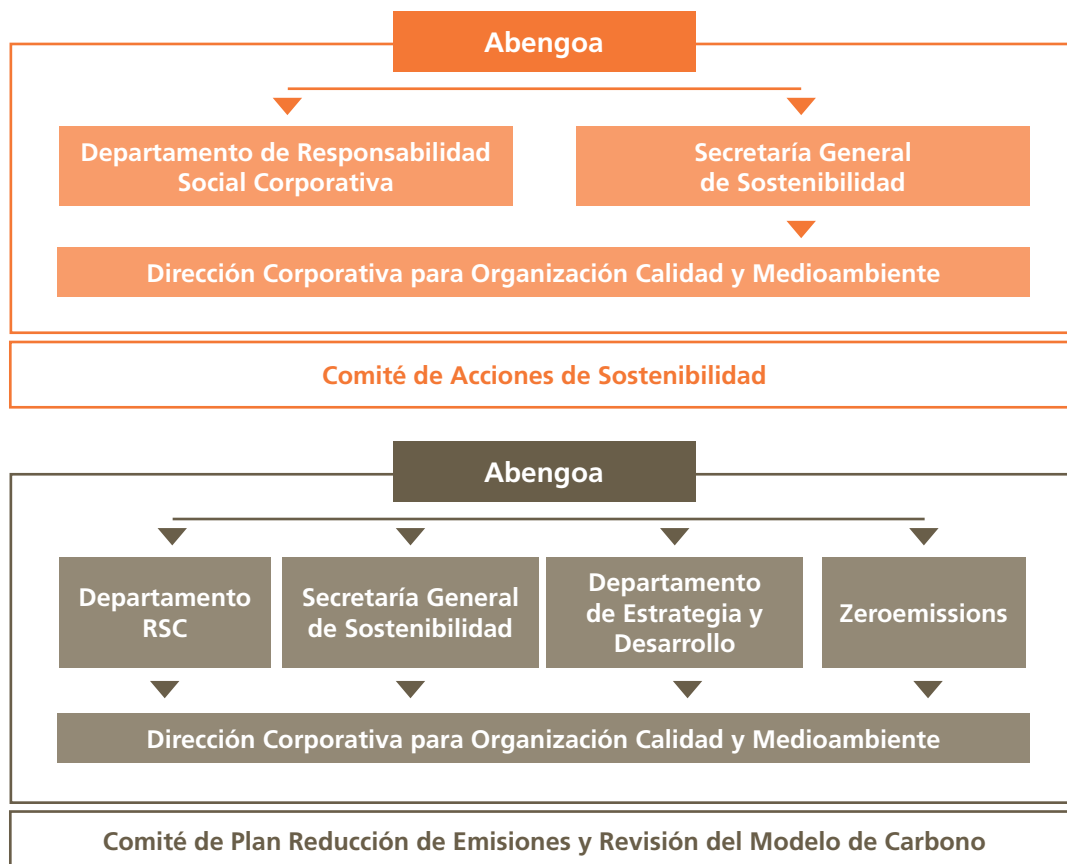 Abengoa
Departamento de Responsabilidad
Social Corporativa
Secretaría General
de Sostenibilidad
Dirección Corporativa para Organización Calidad y Medioambiente
Comité de Acciones de Sostenibilidad
Abengoa
Departamento
RSC
Secretaría General
de Sostenibilidad
Departamento
de Estrategia y
Desarrollo
Zeroemissions
Dirección Corporativa para Organización Calidad y Medioambiente
Comité de Plan Reducción de Emisiones y Revisión del Modelo de Carbono